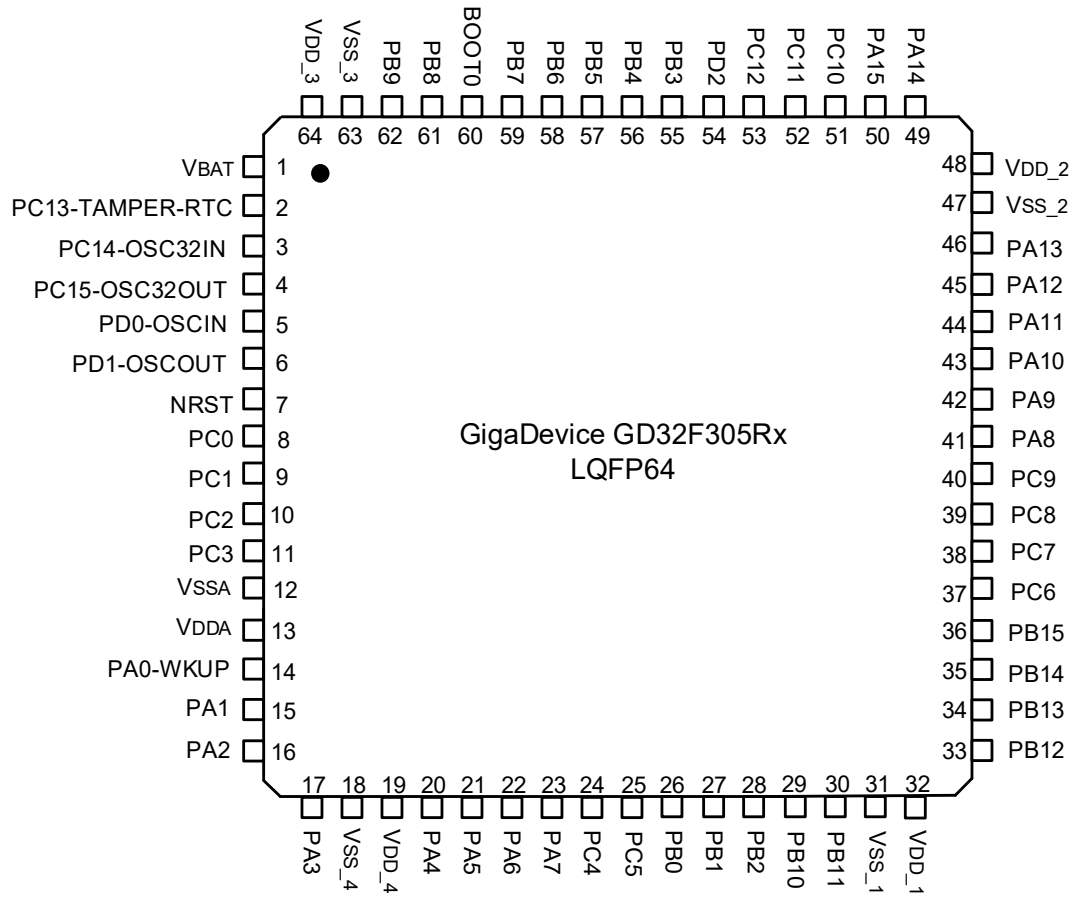 VDD_3 VSS_3 PB9 PB8 BOOT0 PB7 PB6 PB5 PB4 PB3 PD2 PC12 PC11 PC10 PA15 PA14
64 63 62 61 60 59 58 57 56 55 54 53 52 51 50 49
VBAT 1 48 VDD_2
PC13-TAMPER-RTC 2 47 VSS_2
PC14-OSC32IN 3 46 PA13
PC15-OSC32OUT 4 45 PA12
PD0-OSCIN 5 44 PA11
PD1-OSCOUT 6 43 PA10
NRST 7 42 PA9
PC0 8 GigaDevice GD32F305Rx 41 PA8
PC1 9 LQFP64 40 PC9
PC2 10 39 PC8
PC3 11 38 PC7
VSSA 12 37 PC6
VDDA 13 36 PB15
PA0-WKUP 14 35 PB14
PA1 15 34 PB13
PA2 16 33 PB12
17 18 19 20 21 22 23 24 25 26 27 28 29 30 31 32
PA3 VSS_4 VDD_4 PA4 PA5 PA6 PA7 PC4 PC5 PB0 PB1 PB2 PB10 PB11 VSS_1 VDD_1